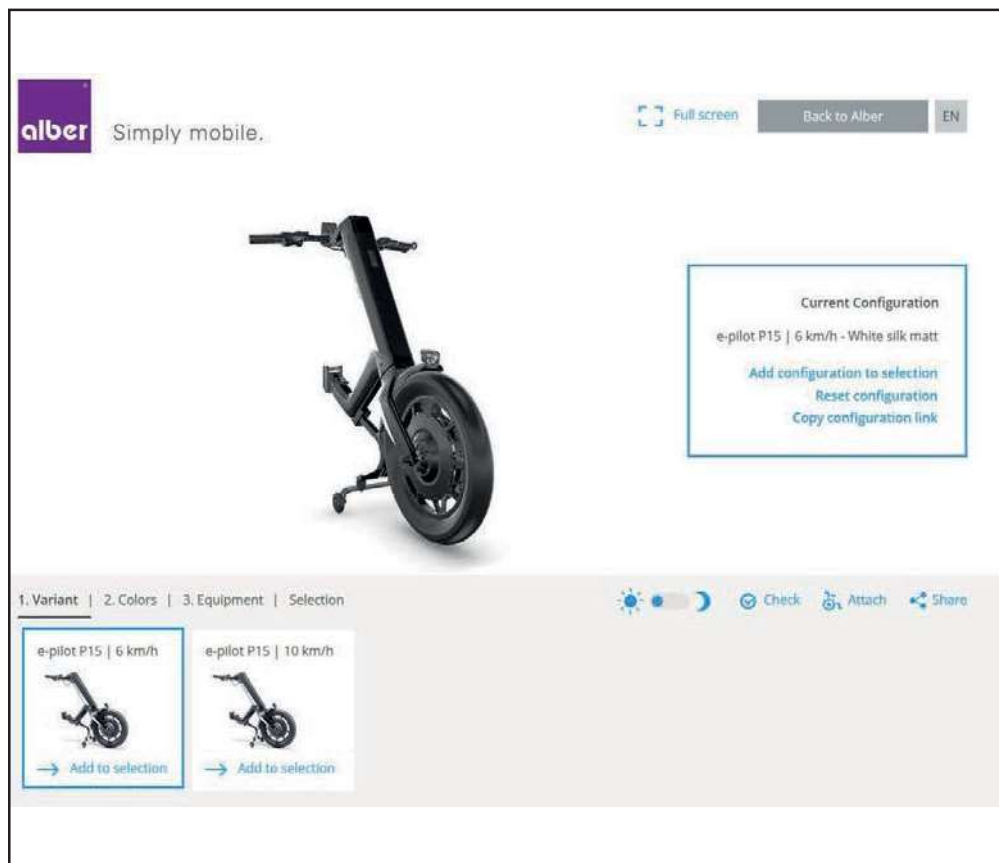 alber
Simply mobile.
Full screen
Back to Alber
EN
Current Configuration
e-pilot P15 | 6 km/h - White silk matt
Add configuration to selection
Reset configuration
Copy configuration link
1. Variant | 2. Colors | 3. Equipment | Selection
Check
Attach
Share
e-pilot P15 | 6 km/h
e-pilot P15 | 10 km/h
Add to selection
Add to selection